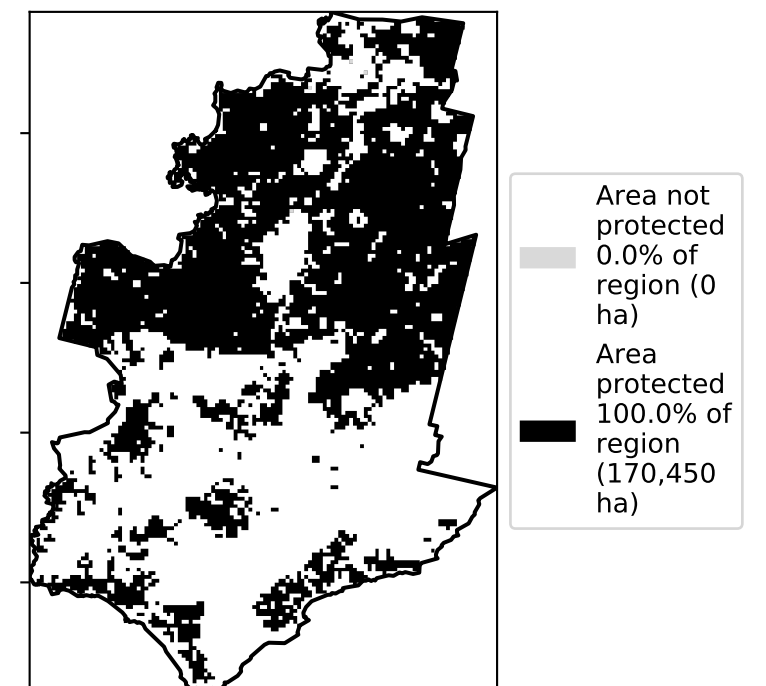 Area not
protected
0.0% of
region (0
ha)
Area
protected
100.0% of
region
(170,450
ha)